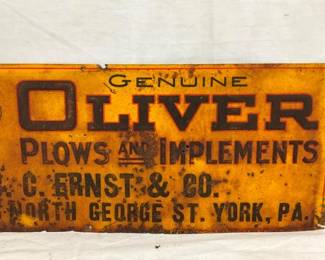 GENUINE
OLIVER
PLOWS AND IMPLEMENTS
C. ERNST & CO.
NORTH GEORGE ST. YORK, PA.